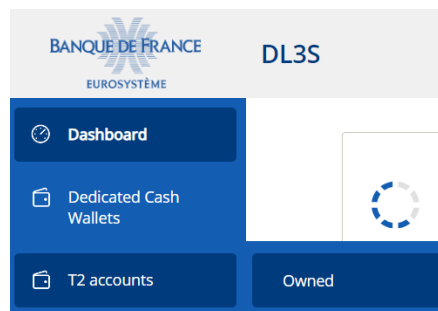 BANQUE DE FRANCE
EUROSYSTÈME
DL3S
Dashboard
Dedicated Cash
Wallets
T2 accounts
Owned